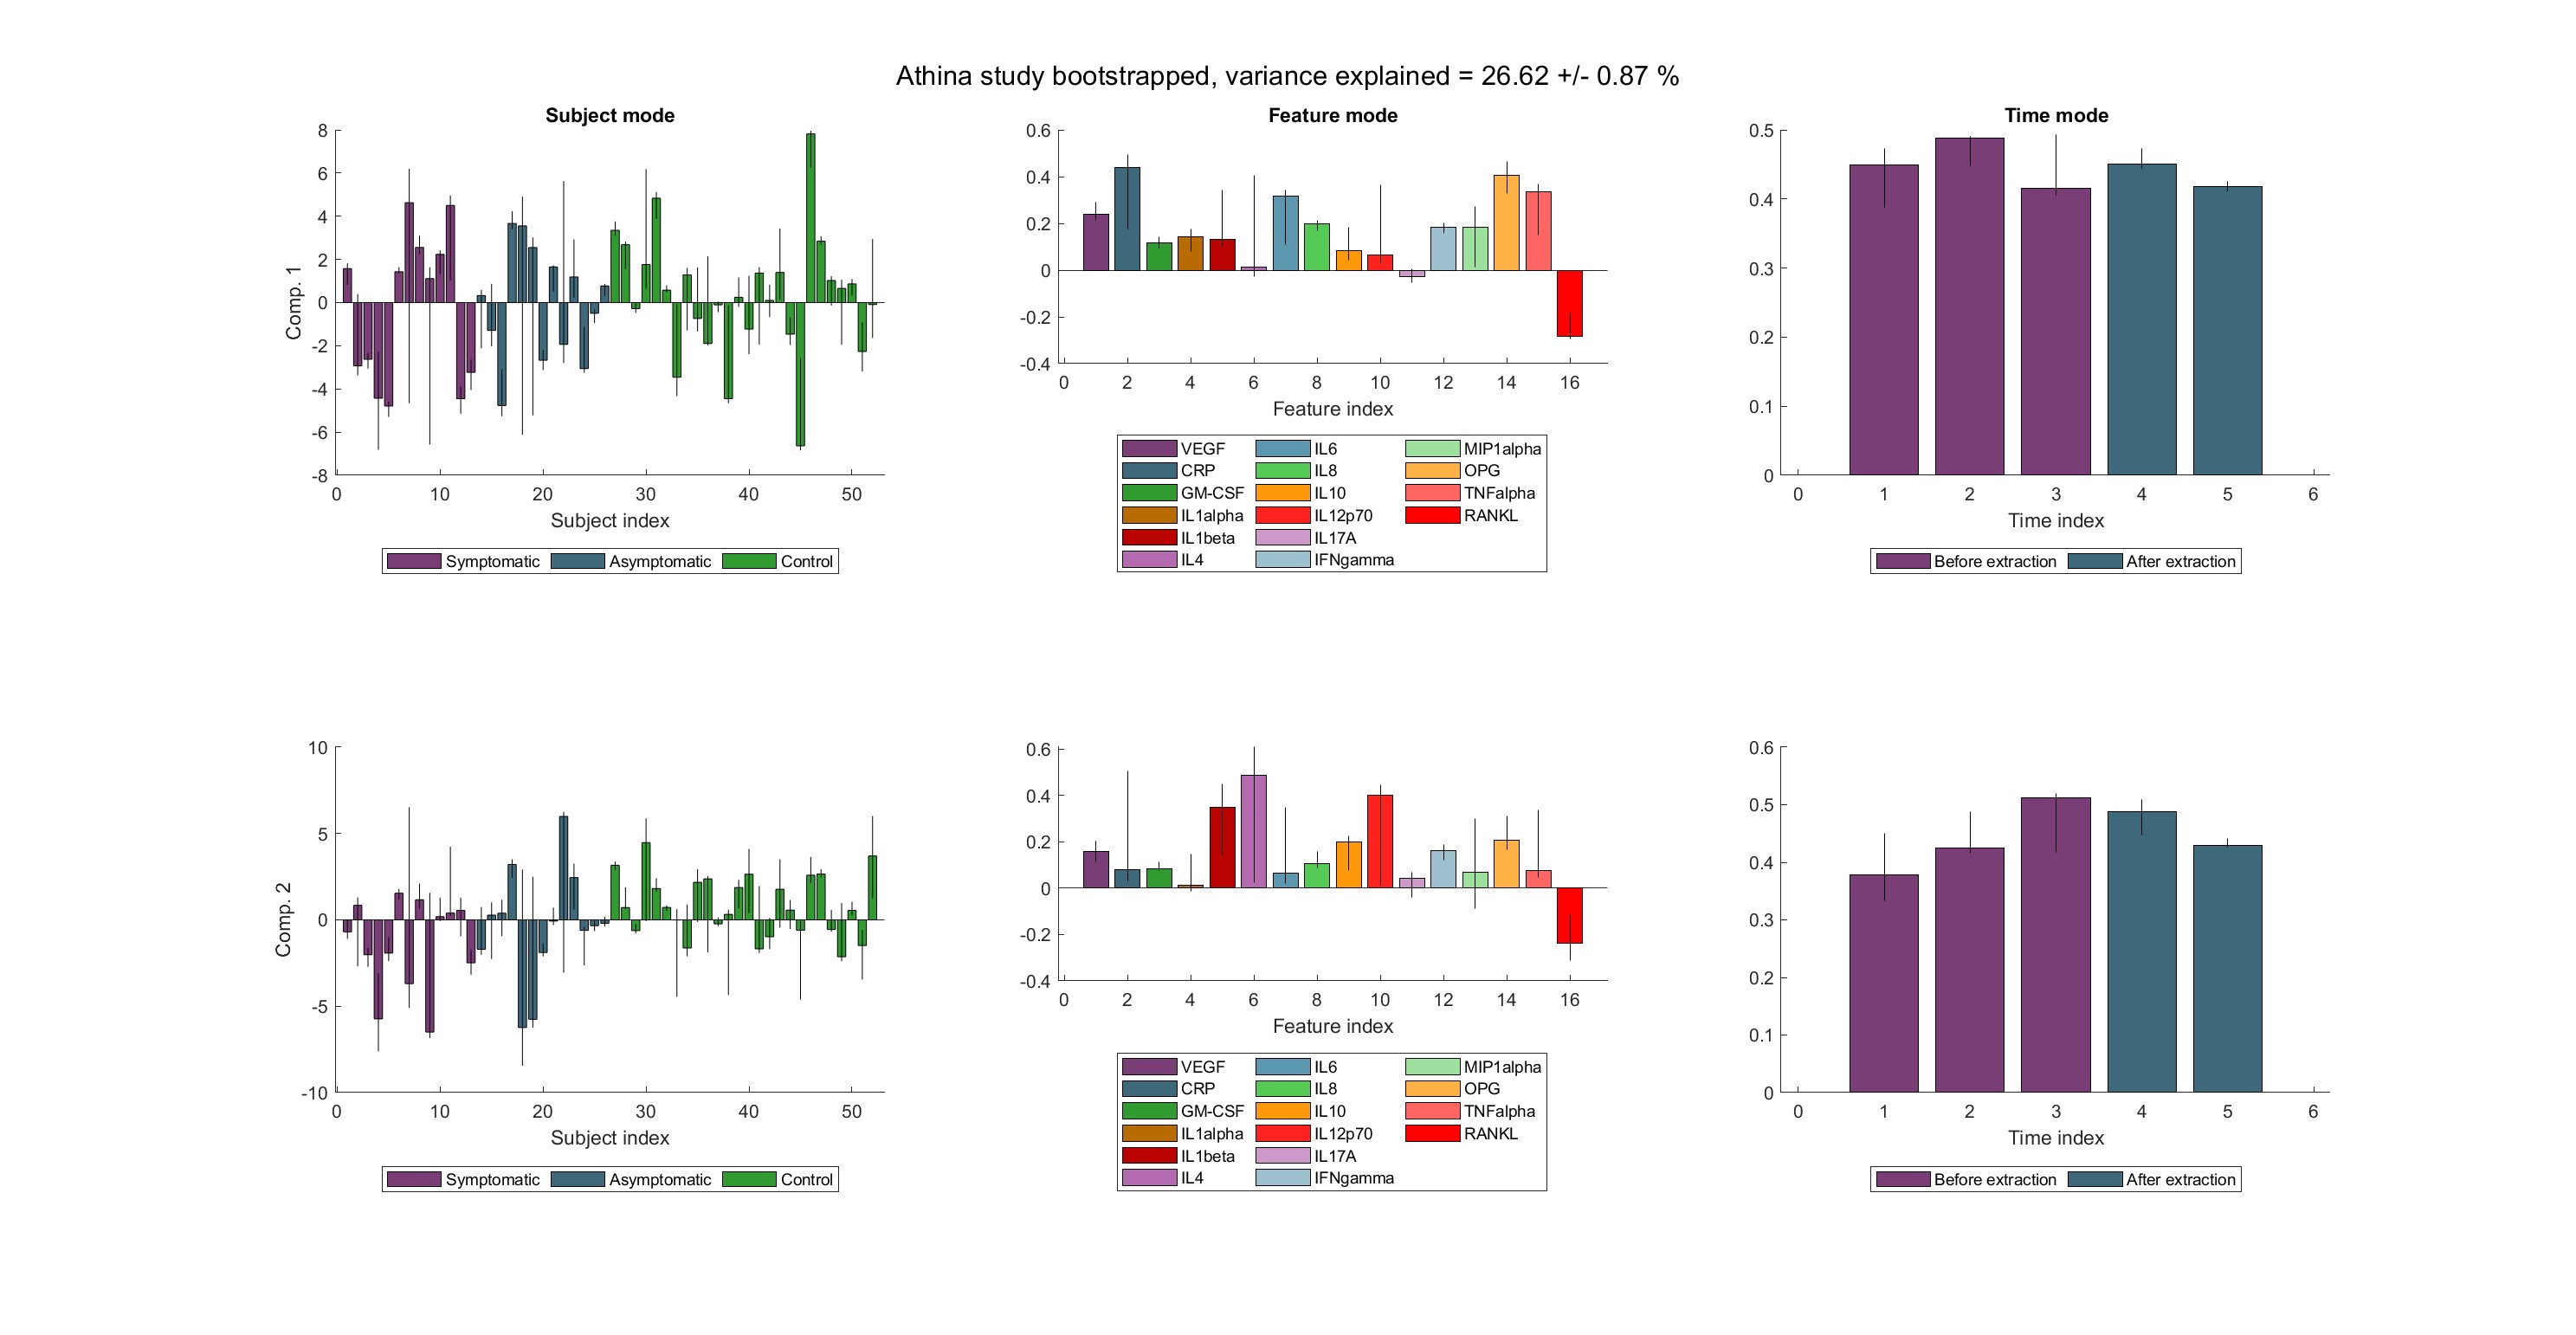 Athina study bootstrapped, variance explained = 26.62 +/- 0.87 %
Subject mode
8
6
4
2
0
-2
-4
-6
-8
Comp. 1
0 10 20 30 40 50
Subject index
Symptomatic Asymptomatic Control
Feature mode
0.6
0.4
0.2
0
-0.2
-0.4
0 2 4 6 8 10 12 14 16
Feature index
VEGF IL6 MIP1alpha
CRP IL8 OPG
GM-CSF IL10 TNFalpha
IL1alpha IL12p70 RANKL
IL1beta IL17A
IL4 IFNgamma
Time mode
0.5
0.4
0.3
0.2
0.1
0
0 1 2 3 4 5 6
Time index
Before extraction After extraction
10
5
0
-5
-10
Comp. 2
0 10 20 30 40 50
Subject index
Symptomatic Asymptomatic Control
0.6
0.4
0.2
0
-0.2
-0.4
0 2 4 6 8 10 12 14 16
Feature index
VEGF IL6 MIP1alpha
CRP IL8 OPG
GM-CSF IL10 TNFalpha
IL1alpha IL12p70 RANKL
IL1beta IL17A
IL4 IFNgamma
0.6
0.5
0.4
0.3
0.2
0.1
0
0 1 2 3 4 5 6
Time index
Before extraction After extraction